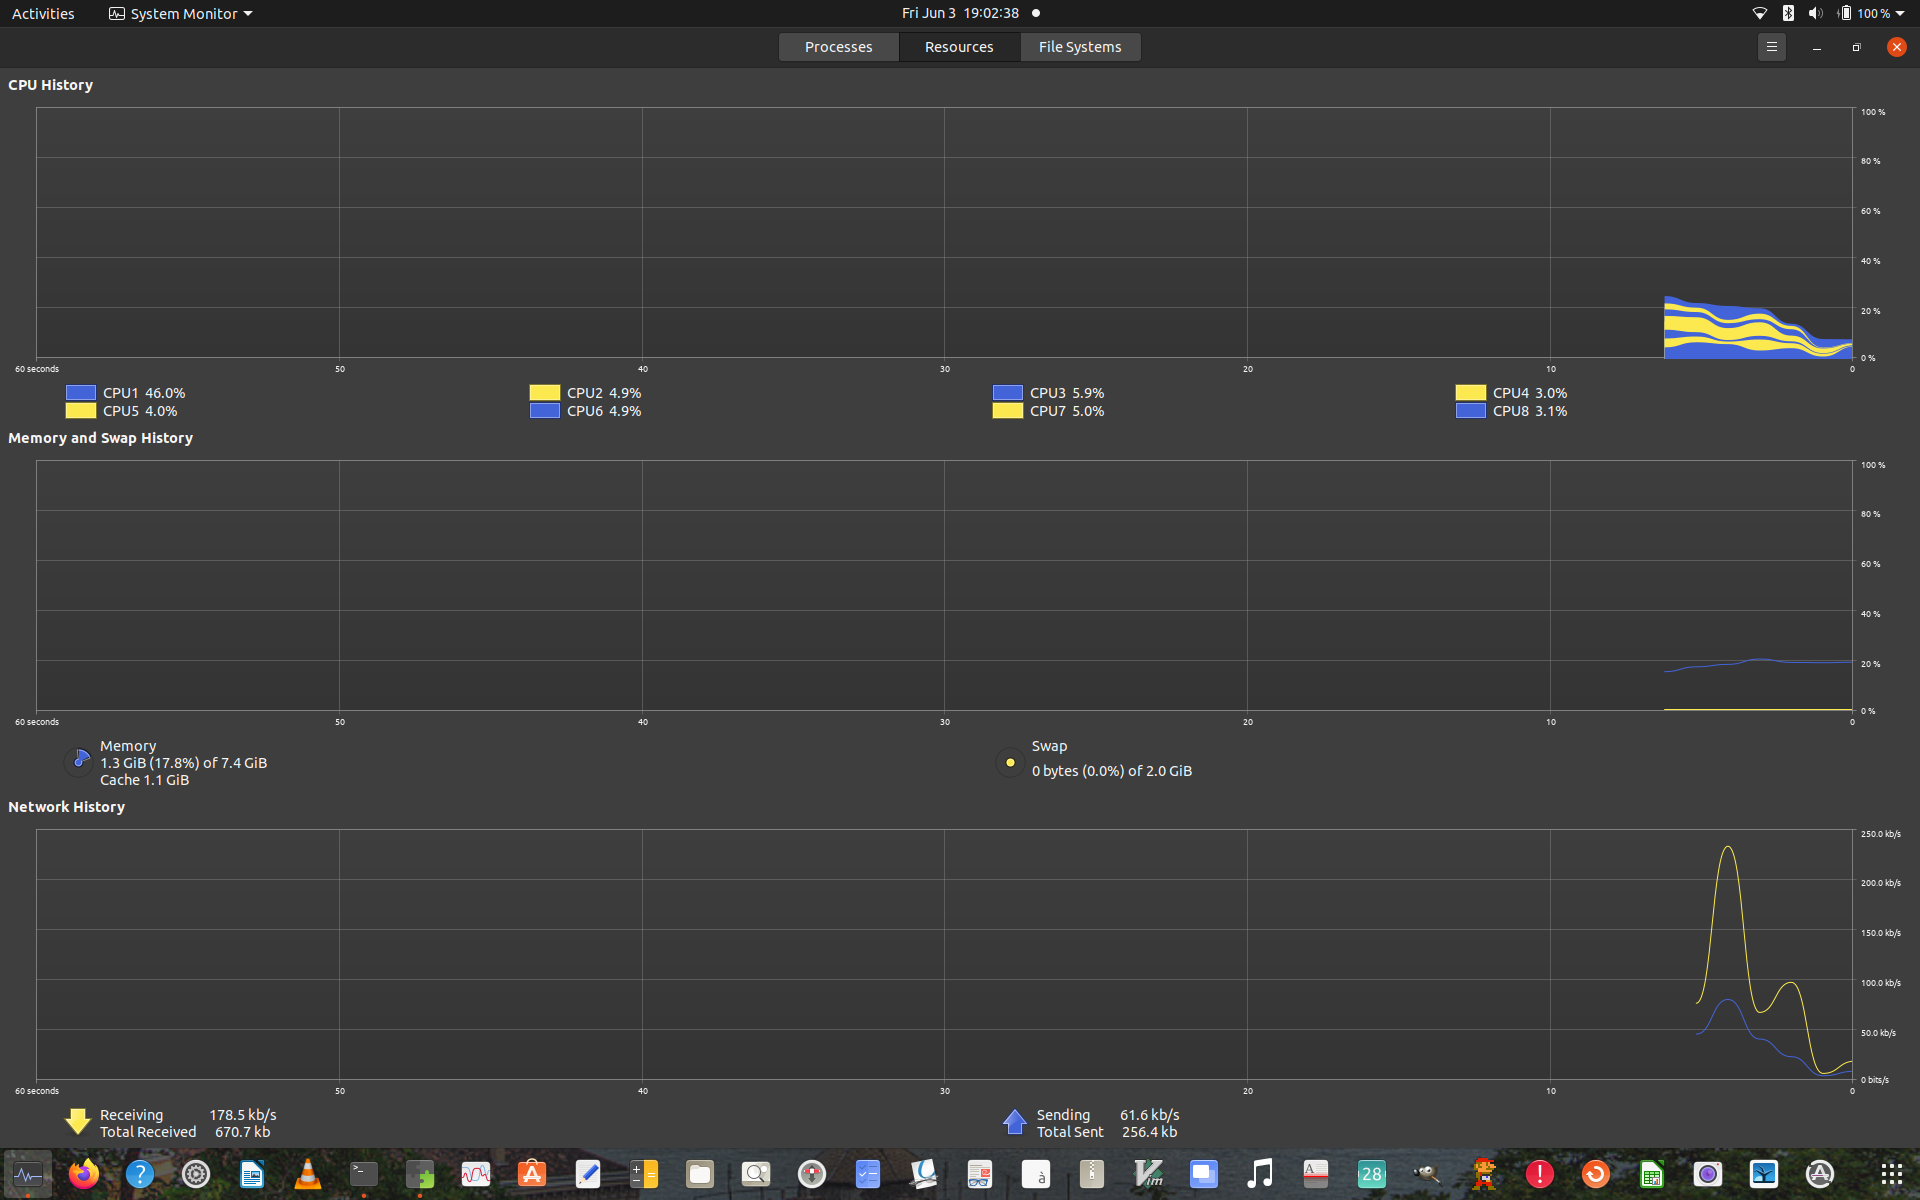 Activities
System Monitor
Fri Jun 3 19:02:38
100 %
Processes
Resources
File Systems
CPU History
100 %
80 %
60 %
40 %
20 %
0 %
60 seconds
50
40
30
20
10
0
CPU1 46.0%
CPU2 4.9%
CPU3 5.9%
CPU4 3.0%
CPU5 4.0%
CPU6 4.9%
CPU7 5.0%
CPU8 3.1%
Memory and Swap History
100 %
80 %
60 %
40 %
20 %
0 %
60 seconds
50
40
30
20
10
0
Memory
1.3 GiB (17.8%) of 7.4 GiB
Cache 1.1 GiB
Swap
0 bytes (0.0%) of 2.0 GiB
Network History
250.0 kb/s
200.0 kb/s
150.0 kb/s
100.0 kb/s
50.0 kb/s
0 bits/s
60 seconds
50
40
30
20
10
0
Receiving 178.5 kb/s
Total Received 670.7 kb
Sending 61.6 kb/s
Total Sent 256.4 kb
?
>_
A
à
Vim
A
28